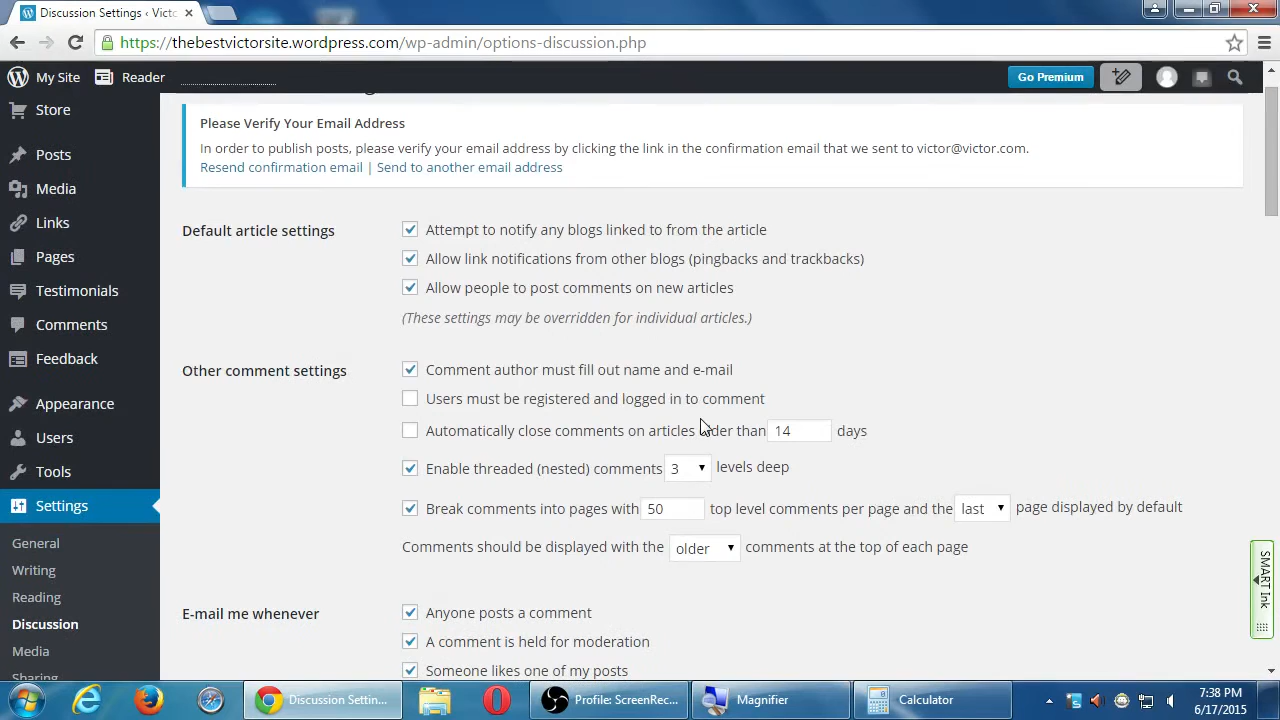 Discussion Settings ‹ Vict
https://thebestvictorsite.wordpress.com/wp-admin/options-discussion.php
My Site
Reader
Go Premium
Store
Posts
Media
Links
Pages
Testimonials
Comments
Feedback
Appearance
Users
Tools
Settings
General
Writing
Reading
Discussion
Media
Sharing
Please Verify Your Email Address
In order to publish posts, please verify your email address by clicking the link in the confirmation email that we sent to victor@victor.com.
Resend confirmation email | Send to another email address
Default article settings
Attempt to notify any blogs linked to from the article
Allow link notifications from other blogs (pingbacks and trackbacks)
Allow people to post comments on new articles
(These settings may be overridden for individual articles.)
Other comment settings
Comment author must fill out name and e-mail
Users must be registered and logged in to comment
Automatically close comments on articles older than 14 days
Enable threaded (nested) comments 3 levels deep
Break comments into pages with 50 top level comments per page and the last page displayed by default
Comments should be displayed with the older comments at the top of each page
E-mail me whenever
Anyone posts a comment
A comment is held for moderation
Someone likes one of my posts
SMART Ink
Discussion Settin...
Profile: ScreenRec...
Magnifier
Calculator
7:38 PM
6/17/2015